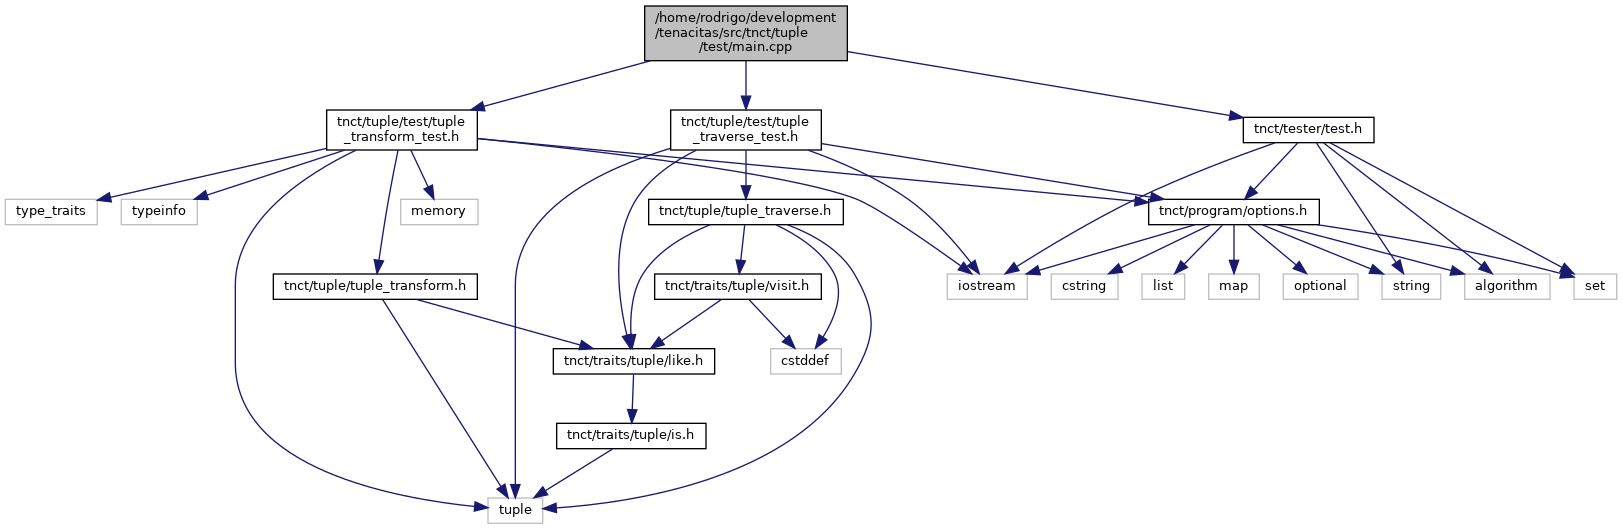 /home/rodrigo/development
/tenacitas/src/tnct/tuple
/test/main.cpp
tnct/tuple/test/tuple
_transform_test.h
tnct/tuple/test/tuple
_traverse_test.h
tnct/tester/test.h
type_traits
typeinfo
memory
tnct/tuple/tuple_traverse.h
tnct/program/options.h
tnct/tuple/tuple_transform.h
tnct/traits/tuple/visit.h
iostream
cstring
list
map
optional
string
algorithm
set
tnct/traits/tuple/like.h
cstddef
tnct/traits/tuple/is.h
tuple